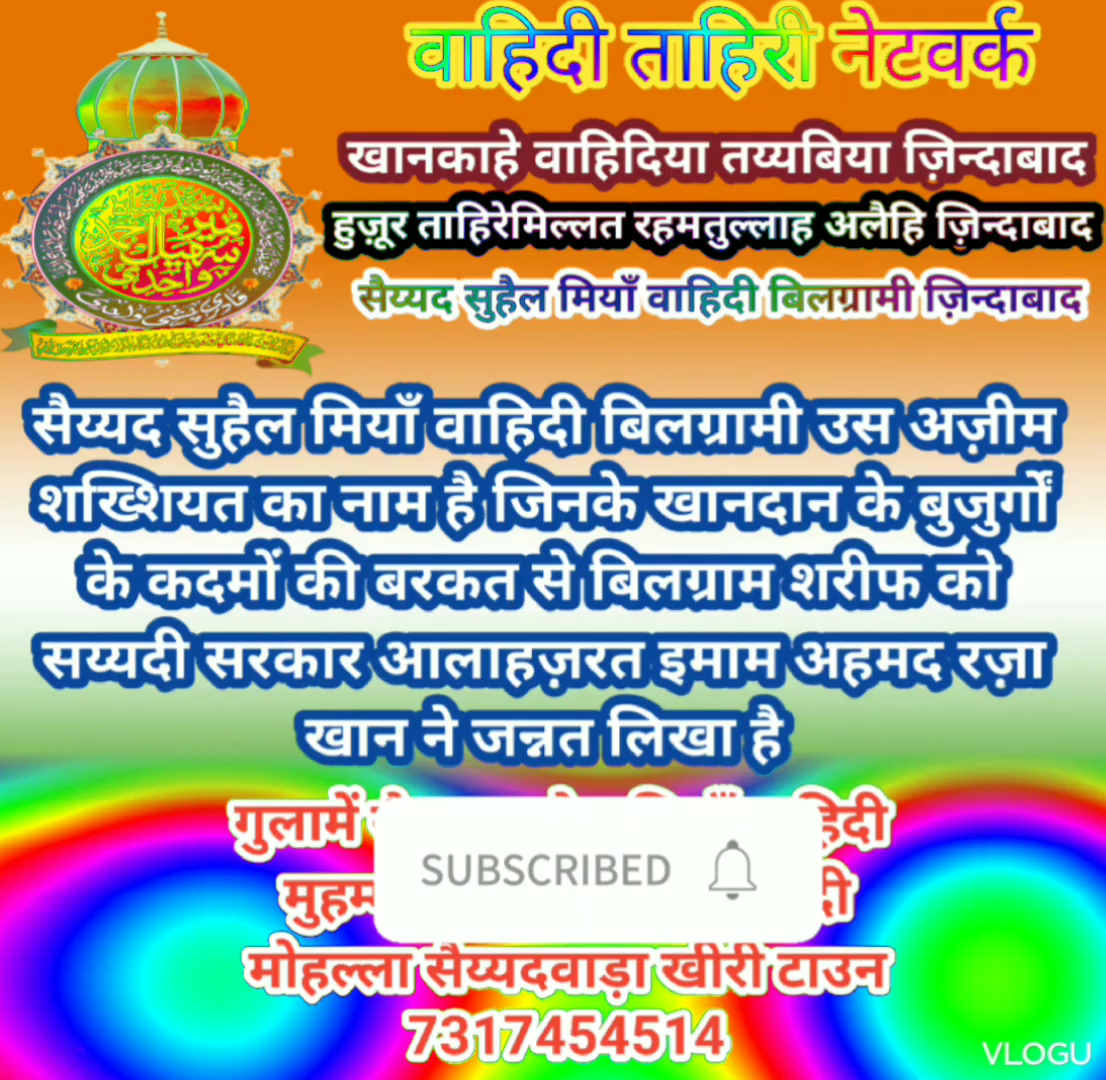 वाहिदी ताहिरी नेटवर्क
खानकाहे वाहिदिया तय्यबिया ज़िन्दाबाद
हुज़ूर ताहिरेमिल्लत रहमतुल्लाह अलैहि ज़िन्दाबाद
सैय्यद सुहैल मियाँ वाहिदी बिलग्रामी ज़िन्दाबाद
सैय्यद सुहैल मियाँ वाहिदी बिलग्रामी उस अज़ीम
शख्शियत का नाम है जिनके खानदान के बुजुर्गों
के कदमों की बरकत से बिलग्राम शरीफ को
सय्यदी सरकार आलाहज़रत इमाम अहमद रज़ा
खान ने जन्नत लिखा है
गुलामें
SUBSCRIBED
मोहल्ला सैय्यदवाड़ा खीरी टाउन
7317454514
VLOGU